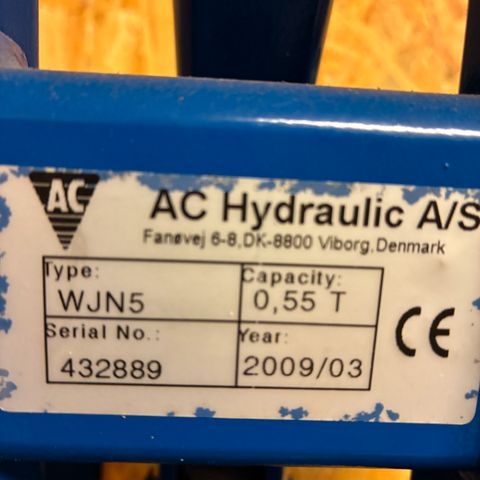 AC
AC Hydraulic A/S
Fanøvej 6-8,DK-8800 Viborg,Denmark
Type:
WJN5
Capacity:
0,55 T
Serial No.:
432889
Year:
2009/03
CE